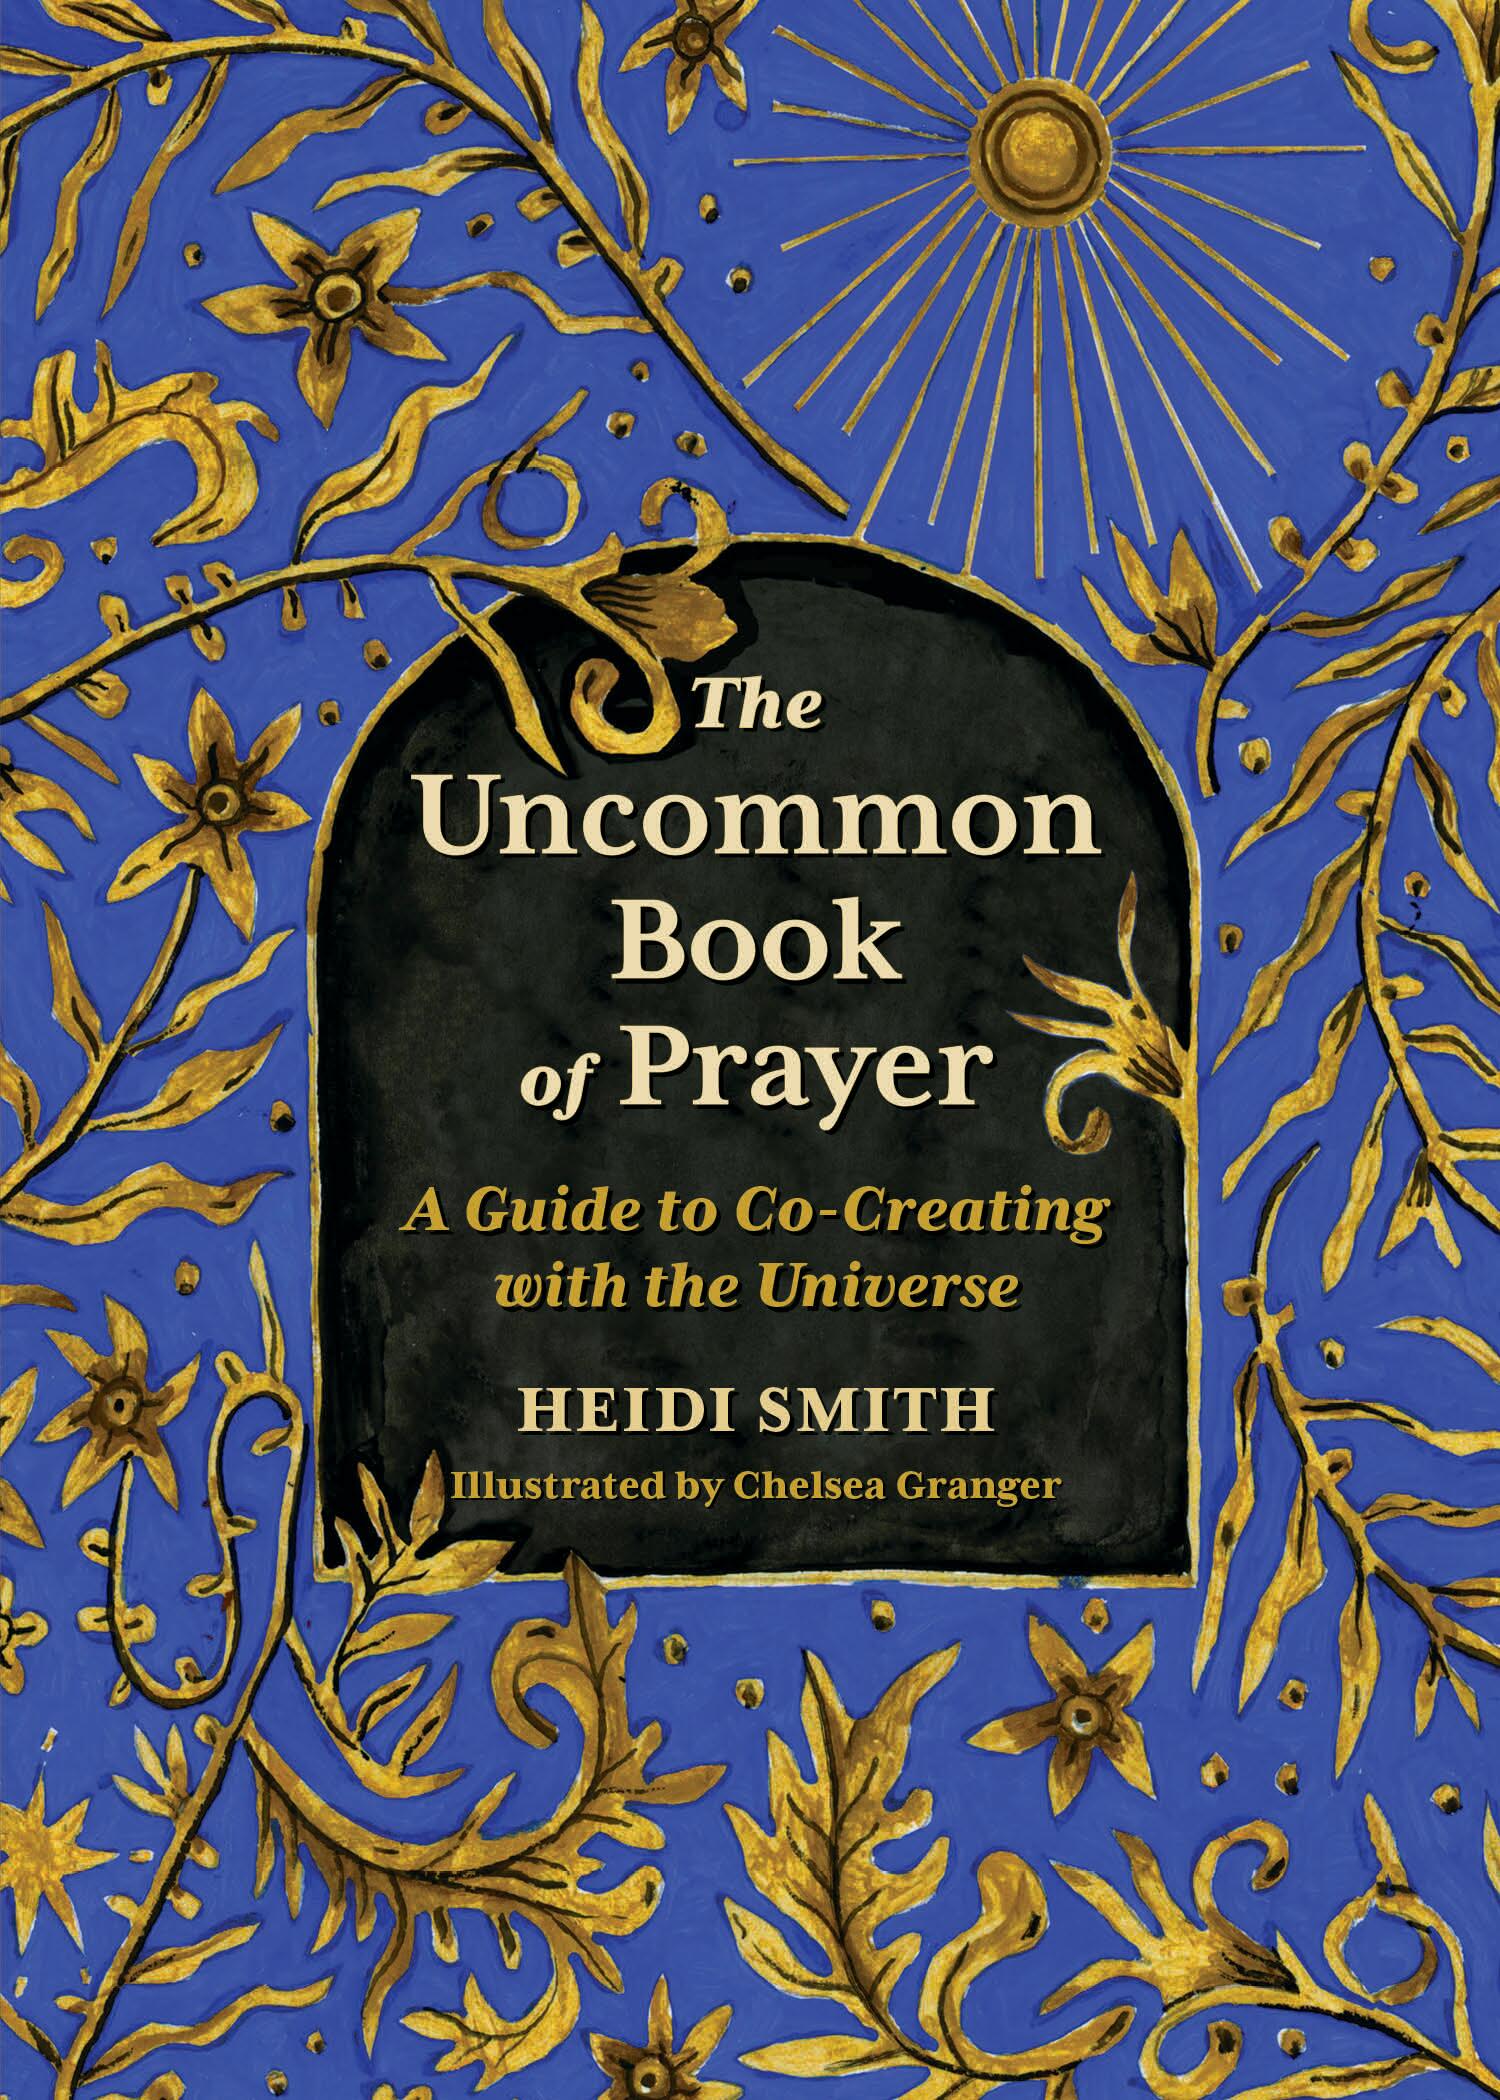 The
Uncommon
Book
of Prayer
A Guide to Co-Creating
with the Universe
HEIDI SMITH
Illustrated by Chelsea Granger